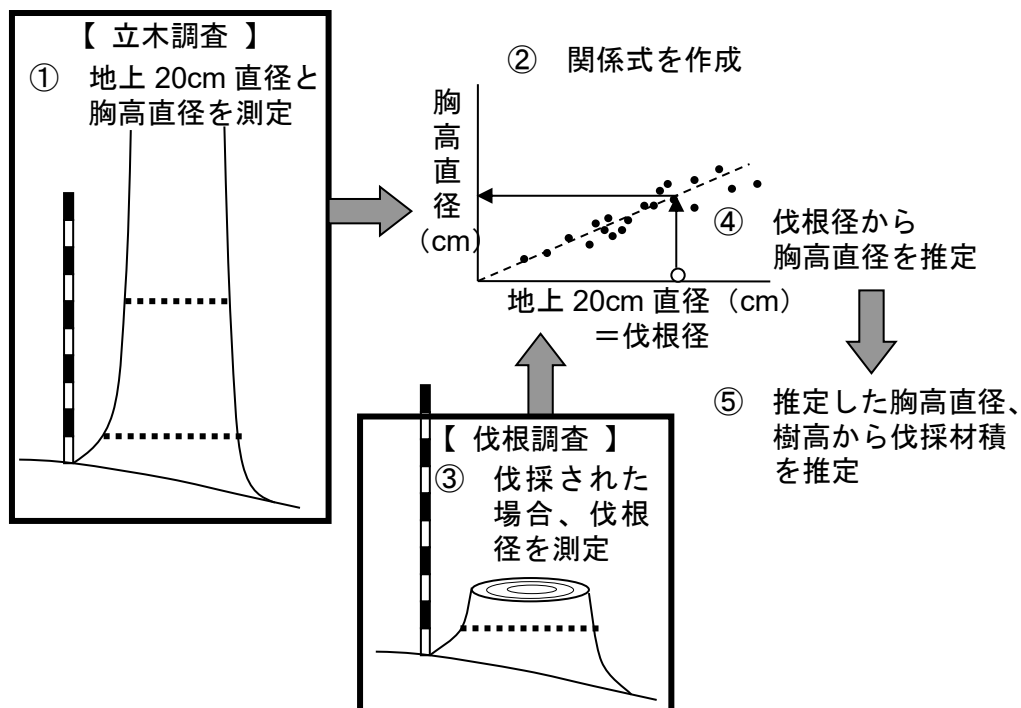 【 立木調査 】
① 地上 20cm 直径と
胸高直径を測定
② 関係式を作成
胸高直径
（cm）
地上 20cm 直径（cm）
＝伐根径
【 伐根調査 】
③ 伐採された
場合、伐根
径を測定
④ 伐根径から
胸高直径を推定
⑤ 推定した胸高直径、
樹高から伐採材積
を推定